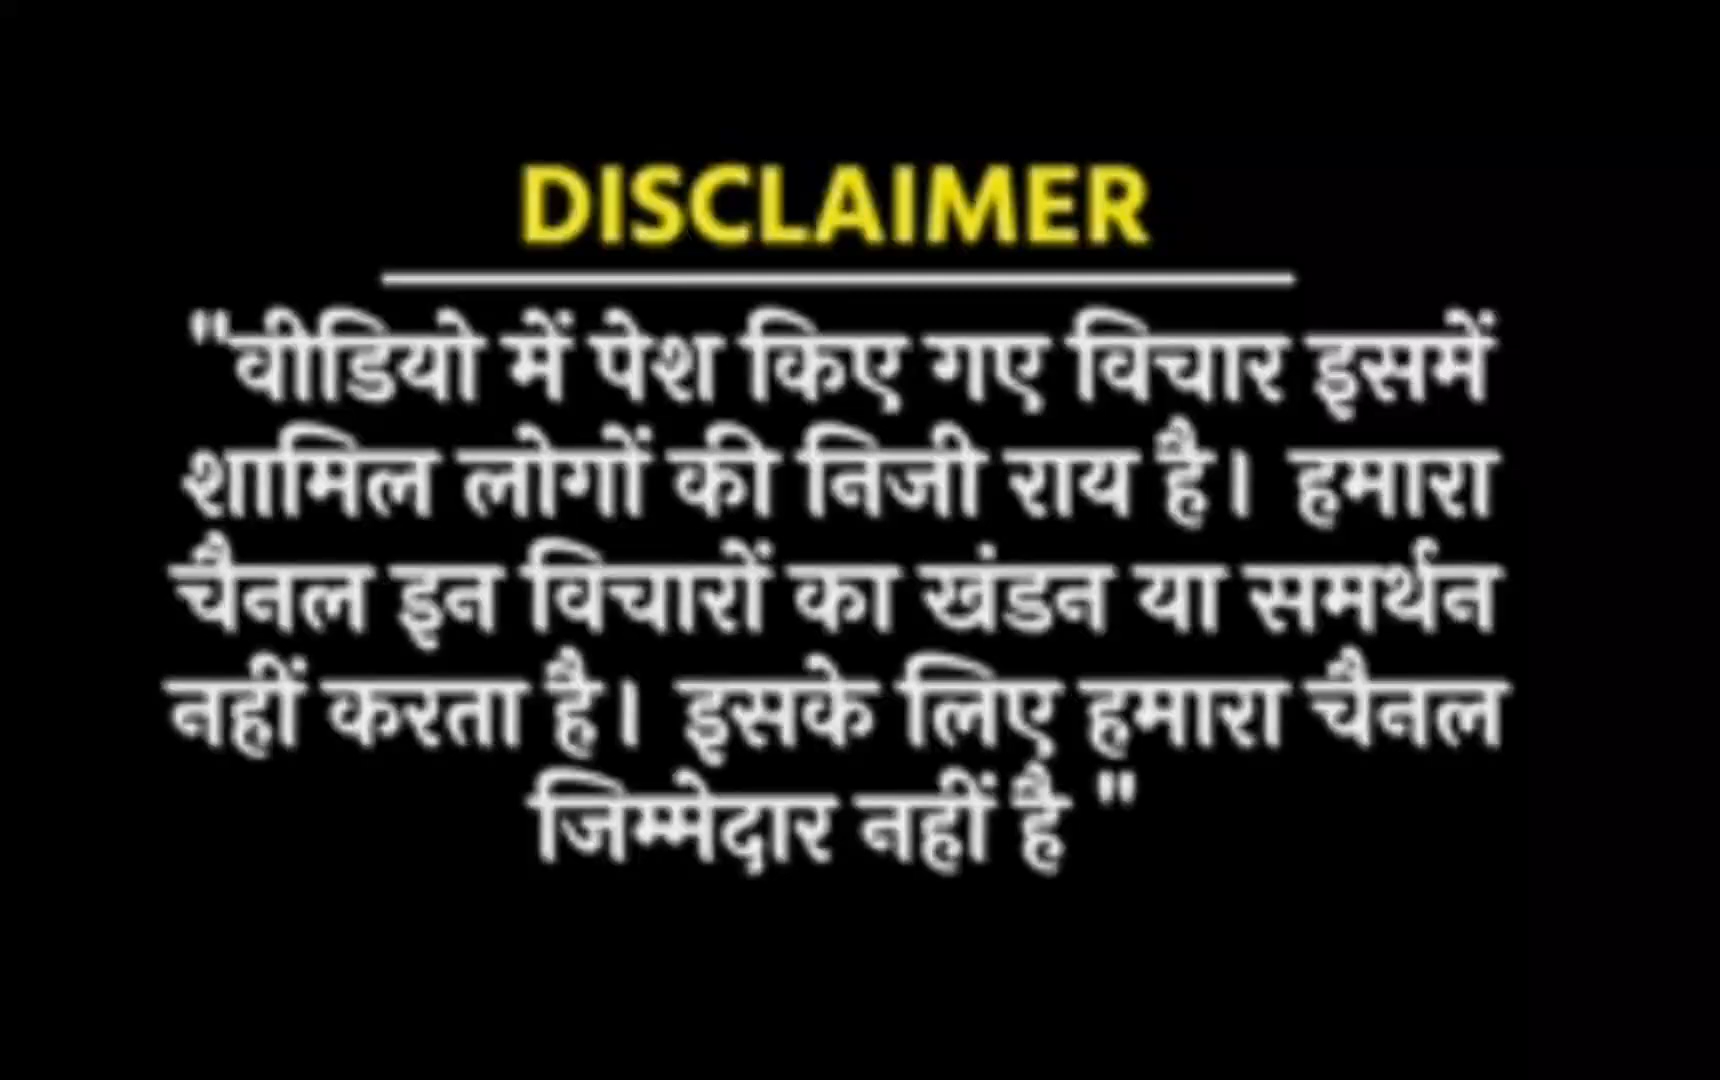 DISCLAIMER
"वीडियो में पेश किए गए विचार इसमें
शामिल लोगों की निजी राय है। हमारा
चैनल इन विचारों का खंडन या समर्थन
नहीं करता है। इसके लिए हमारा चैनल
जिम्मेदार नहीं है "